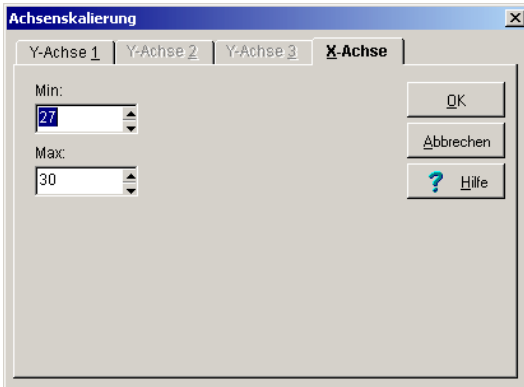 Achsenskalierung
Y-Achse 1 Y-Achse 2 Y-Achse 3 X-Achse
Min:
27
Max:
30
OK
Abbrechen
? Hilfe